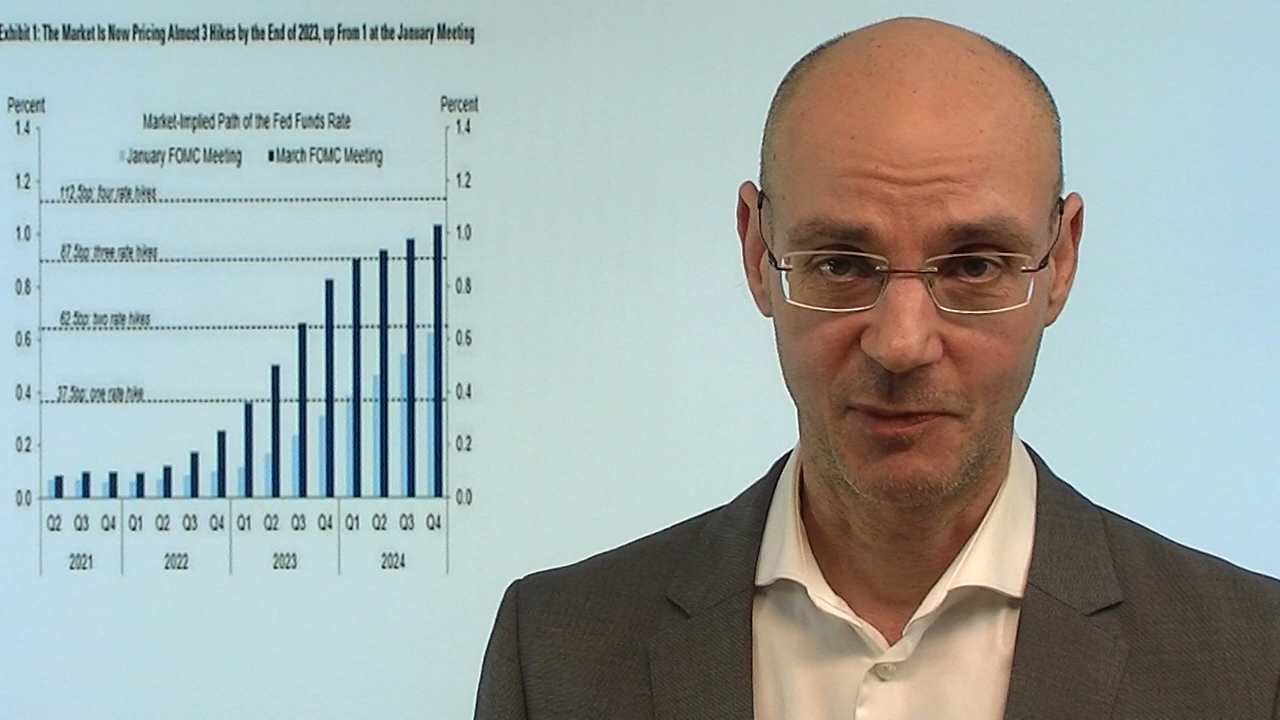 Exhibit 1: The Market Is Now Pricing Almost 3 Hikes by the End of 2023, up From 1 at the January Meeting
Percent Percent
Market-Implied Path of the Fed Funds Rate
1.4 1.4
January FOMC Meeting March FOMC Meeting
1.2 1.2
112.5bp: four rate hikes
1.0 1.0
87.5bp: three rate hikes
0.8 0.8
62.5bp: two rate hikes
0.6 0.6
0.4 0.4
37.5bp: one rate hike
0.2 0.2
0.0 0.0
Q2 Q3 Q4 Q1 Q2 Q3 Q4 Q1 Q2 Q3 Q4 Q1 Q2 Q3 Q4
2021 2022 2023 2024